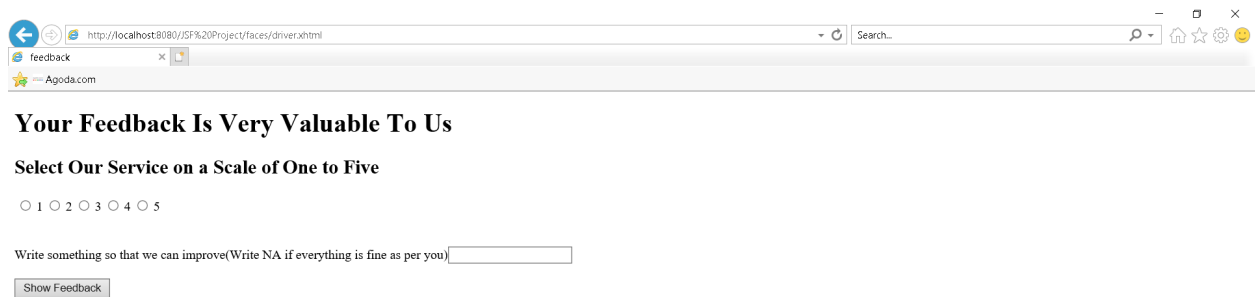 http://localhost:8080/JSF%20Project/faces/driver.xhtml
Search...
feedback
Agoda.com
Your Feedback Is Very Valuable To Us
Select Our Service on a Scale of One to Five
1 2 3 4 5
Write something so that we can improve(Write NA if everything is fine as per you)
Show Feedback